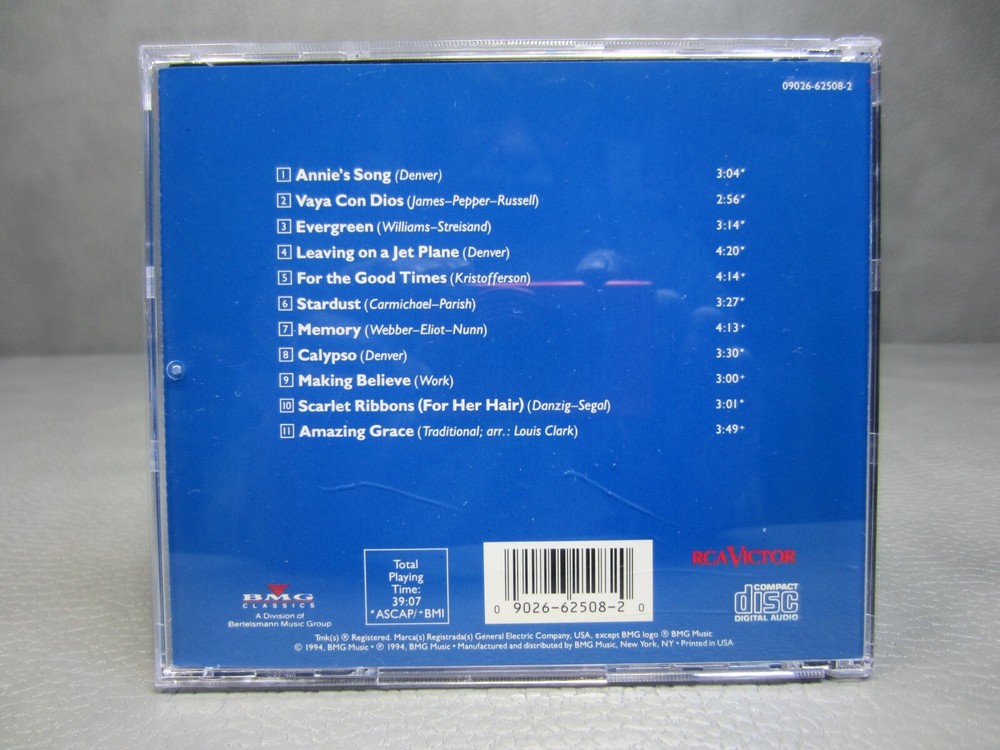 09026-62508-2
1 Annie's Song (Denver) 3:04*
2 Vaya Con Dios (James–Pepper–Russell) 2:56*
3 Evergreen (Williams–Streisand) 3:14*
4 Leaving on a Jet Plane (Denver) 4:20*
5 For the Good Times (Kristofferson) 4:14+
6 Stardust (Carmichael–Parish) 3:27*
7 Memory (Webber–Eliot–Nunn) 4:13+
8 Calypso (Denver) 3:30*
9 Making Believe (Work) 3:00+
10 Scarlet Ribbons (For Her Hair) (Danzig–Segal) 3:01*
11 Amazing Grace (Traditional; arr.: Louis Clark) 3:49+
BMG
CLASSICS
A Division of
Bertelsmann Music Group
Total
Playing
Time:
39:07
*ASCAP/+BMI
0 9026-62508-2 0
RCA VICTOR
COMPACT
disc
DIGITAL AUDIO
Tmk(s) ® Registered. Marca(s) Registrada(s) General Electric Company, USA, except BMG logo ® BMG Music
© 1994, BMG Music • ℗ 1994, BMG Music • Manufactured and distributed by BMG Music, New York, NY • Printed in USA